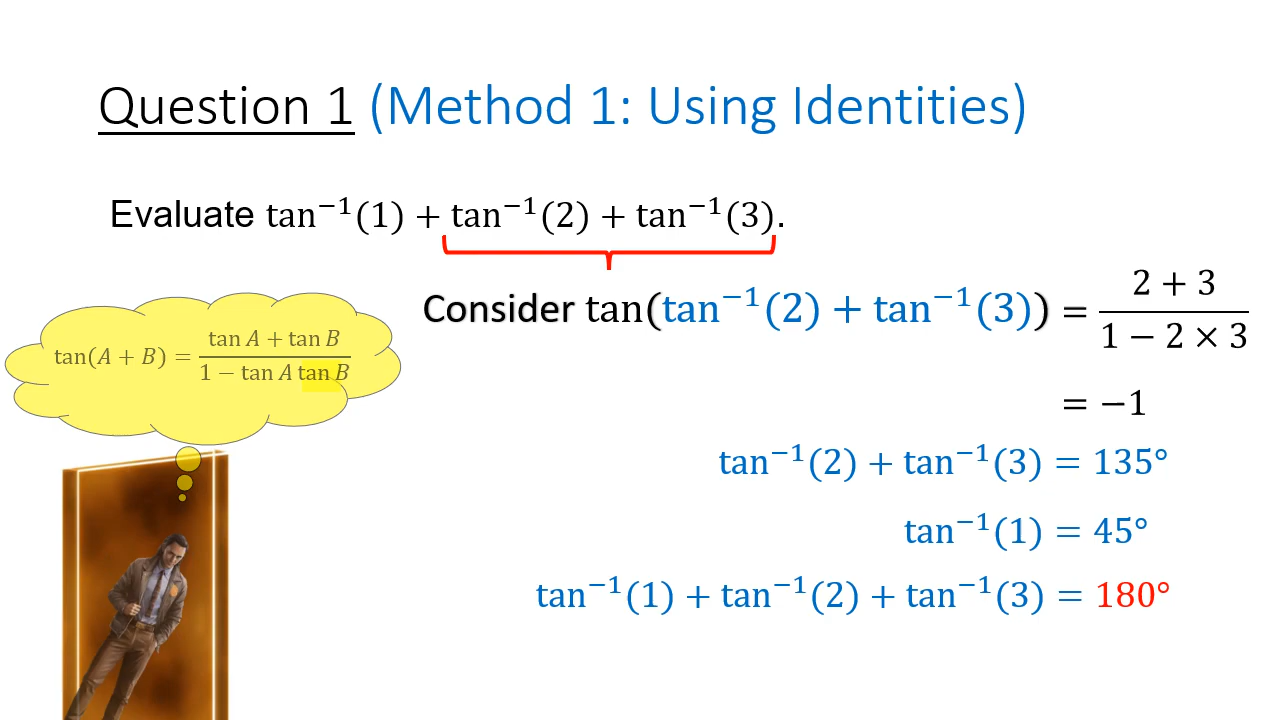 Question 1 (Method 1: Using Identities)
Evaluate tan⁻¹(1) + tan⁻¹(2) + tan⁻¹(3).
Consider tan(tan⁻¹(2) + tan⁻¹(3)) = (2 + 3)/(1 − 2 × 3)
tan(A + B) = (tan A + tan B)/(1 − tan A tan B)
= −1
tan⁻¹(2) + tan⁻¹(3) = 135°
tan⁻¹(1) = 45°
tan⁻¹(1) + tan⁻¹(2) + tan⁻¹(3) = 180°